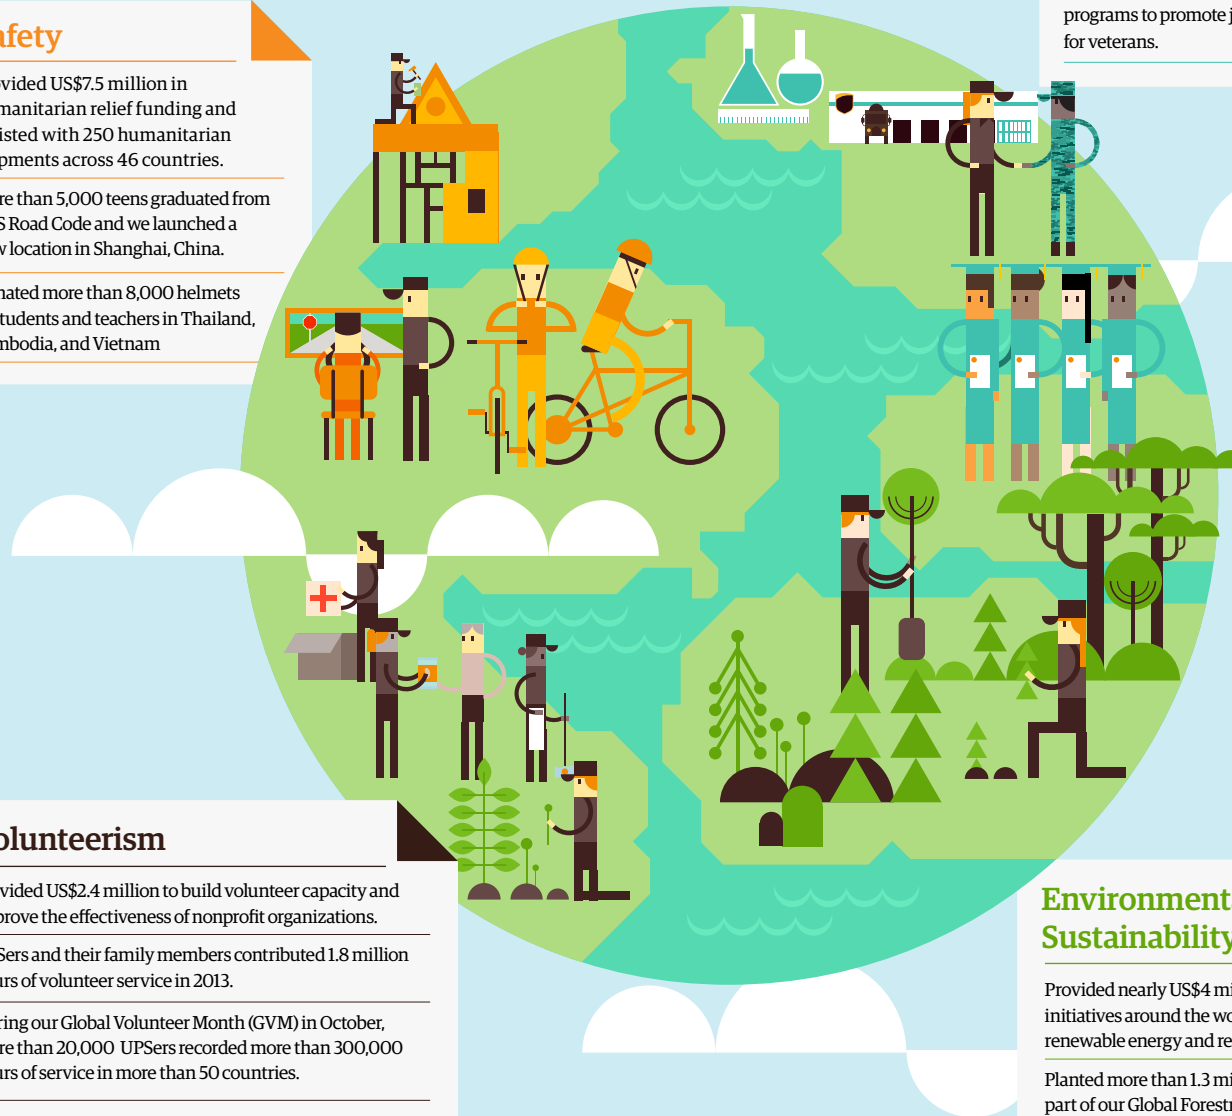 afety
ovided US$7.5 million in
manitarian relief funding and
isted with 250 humanitarian
pments across 46 countries.
re than 5,000 teens graduated from
S Road Code and we launched a
w location in Shanghai, China.
nated more than 8,000 helmets
tudents and teachers in Thailand,
mbodia, and Vietnam
programs to promote j
for veterans.
olunteerism
vided US$2.4 million to build volunteer capacity and
prove the effectiveness of nonprofit organizations.
Sers and their family members contributed 1.8 million
urs of volunteer service in 2013.
ring our Global Volunteer Month (GVM) in October,
re than 20,000 UPSers recorded more than 300,000
urs of service in more than 50 countries.
Environment
Sustainability
Provided nearly US$4 mi
initiatives around the wo
renewable energy and re
Planted more than 1.3 mi
part of our Global Forestr